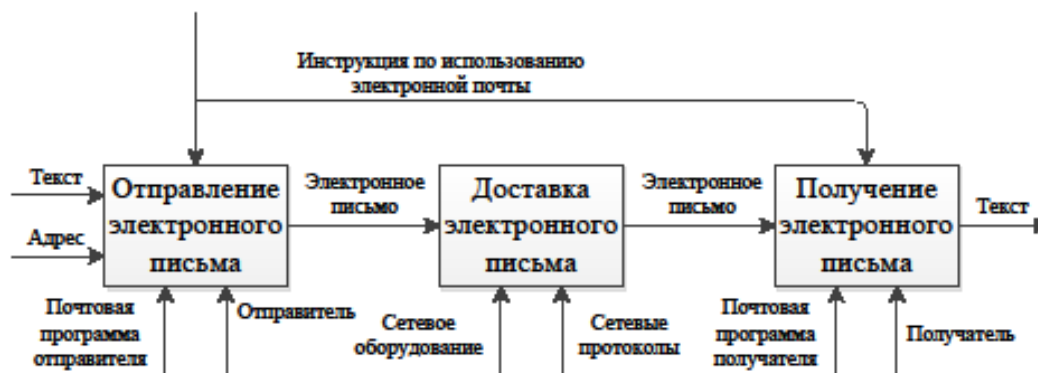 Инструкция по использованию
электронной почты
Текст
Адрес
Отправление
электронного
письма
Электронное
письмо
Доставка
электронного
письма
Электронное
письмо
Получение
электронного
письма
Текст
Почтовая
программа
отправителя
Отправитель
Сетевое
оборудование
Сетевые
протоколы
Почтовая
программа
получателя
Получатель